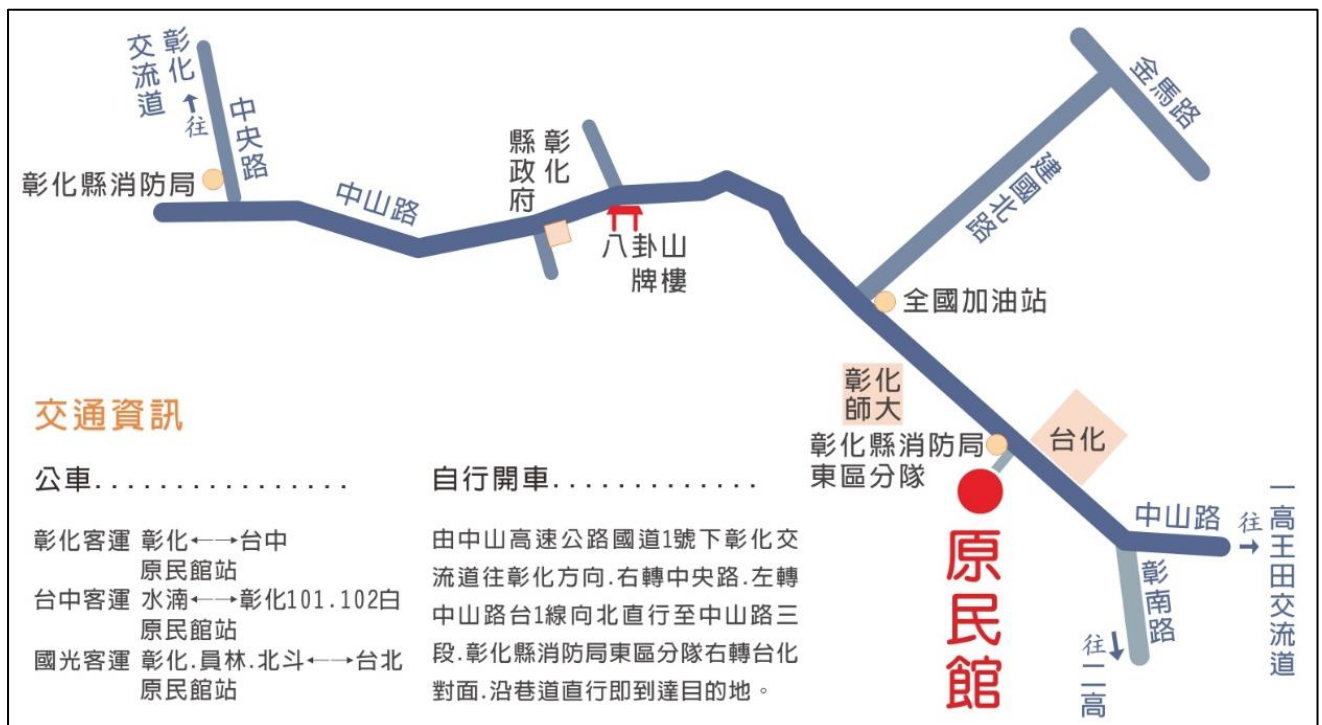 彰化
交流道
往
中央路
彰化縣消防局
中山路
彰化
縣政府
八卦山
牌樓
金馬路
建國北路
全國加油站
彰化
師大
彰化縣消防局
東區分隊
台化
原民館
中山路
往
一高王田交流道
彰南路
往
二高
交通資訊
公車................
彰化客運 彰化←→台中
原民館站
台中客運 水湳←→彰化101.102白
原民館站
國光客運 彰化.員林.北斗←→台北
原民館站
自行開車.............
由中山高速公路國道1號下彰化交
流道往彰化方向.右轉中央路.左轉
中山路台1線向北直行至中山路三
段.彰化縣消防局東區分隊右轉台化
對面.沿巷道直行即到達目的地。